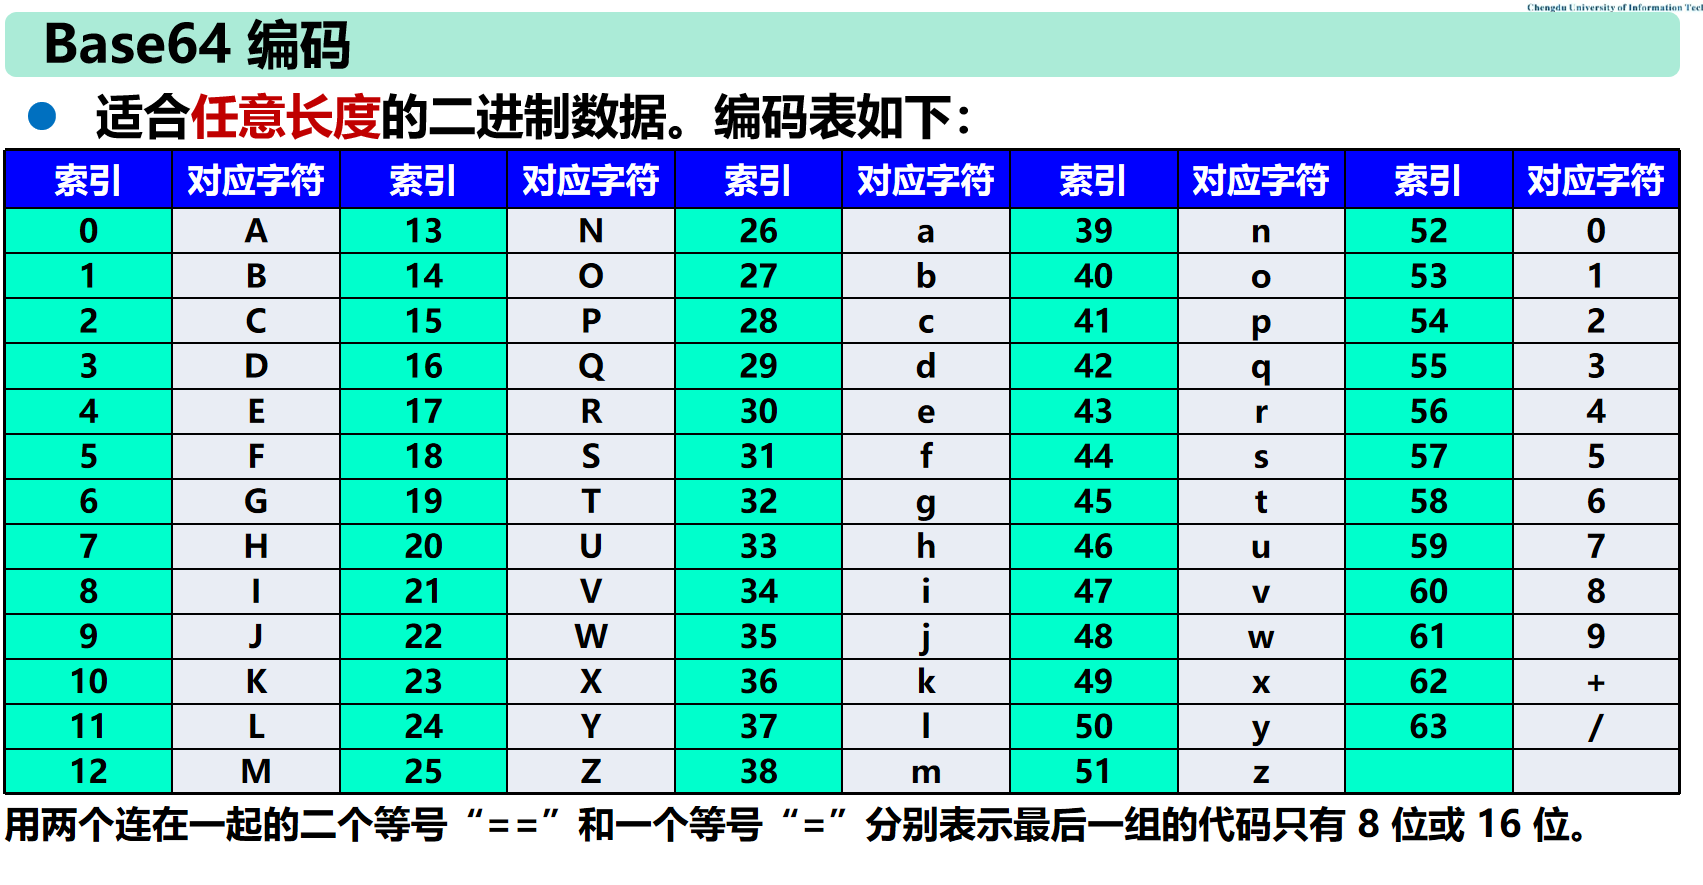 Chengdu University of Information Tec
Base64 编码
适合任意长度的二进制数据。编码表如下：
索引 对应字符 索引 对应字符 索引 对应字符 索引 对应字符 索引 对应字符
0 A 13 N 26 a 39 n 52 0
1 B 14 O 27 b 40 o 53 1
2 C 15 P 28 c 41 p 54 2
3 D 16 Q 29 d 42 q 55 3
4 E 17 R 30 e 43 r 56 4
5 F 18 S 31 f 44 s 57 5
6 G 19 T 32 g 45 t 58 6
7 H 20 U 33 h 46 u 59 7
8 I 21 V 34 i 47 v 60 8
9 J 22 W 35 j 48 w 61 9
10 K 23 X 36 k 49 x 62 +
11 L 24 Y 37 l 50 y 63 /
12 M 25 Z 38 m 51 z
用两个连在一起的二个等号“==”和一个等号“=”分别表示最后一组的代码只有 8 位或 16 位。